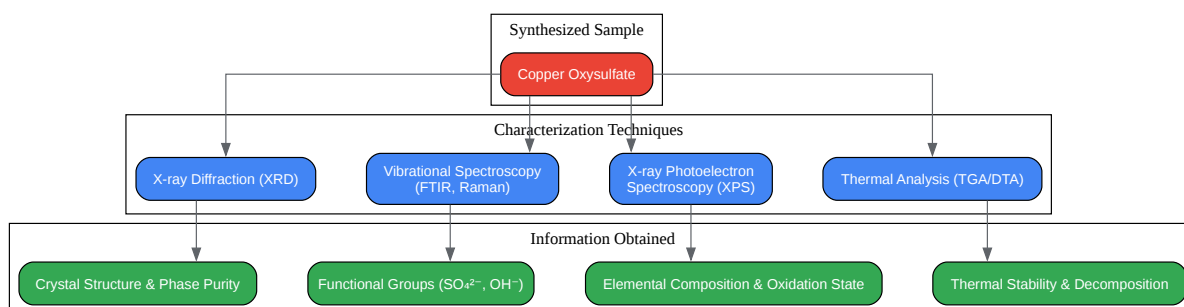 Synthesized Sample
Copper Oxysulfate
Characterization Techniques
X-ray Diffraction (XRD)
Vibrational Spectroscopy
(FTIR, Raman)
X-ray Photoelectron
Spectroscopy (XPS)
Thermal Analysis (TGA/DTA)
Information Obtained
Crystal Structure & Phase Purity
Functional Groups (SO₄²⁻, OH⁻)
Elemental Composition & Oxidation State
Thermal Stability & Decomposition